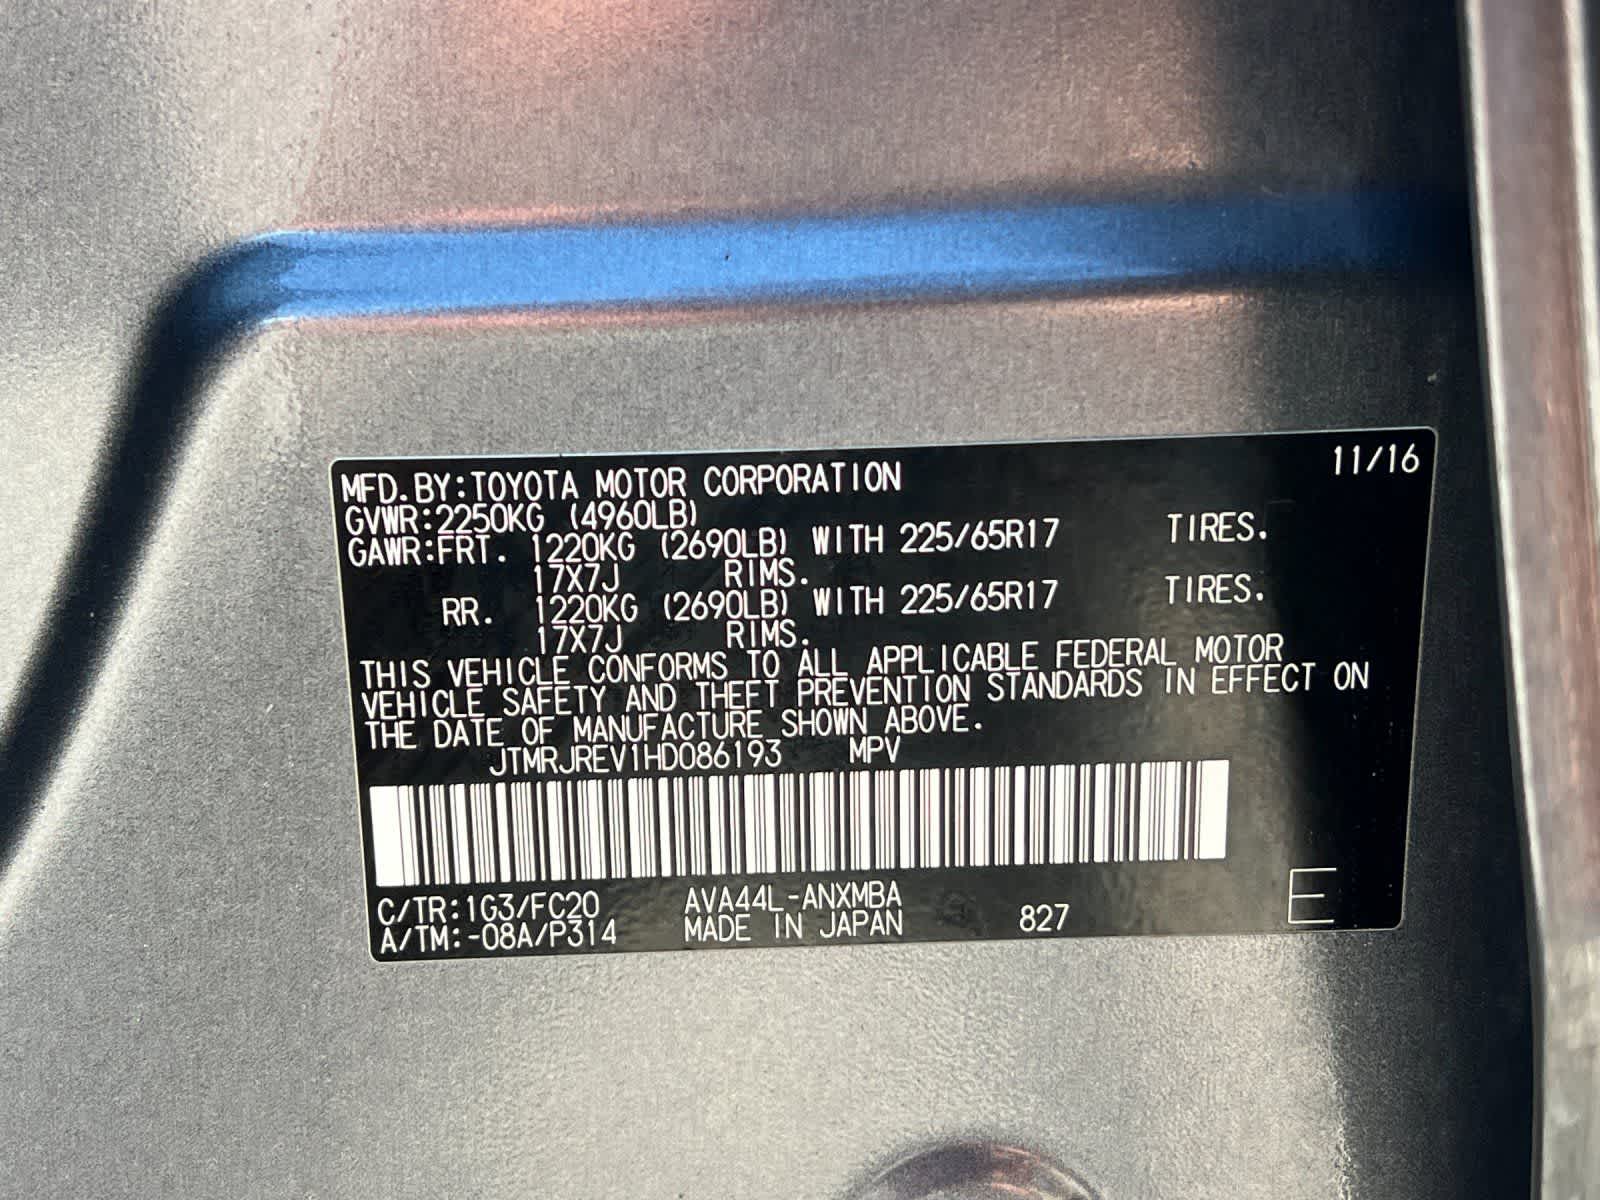 11/16
MFD.BY:TOYOTA MOTOR CORPORATION
GVWR:2250KG (4960LB)
GAWR:FRT. 1220KG (2690LB) WITH 225/65R17 TIRES.
17X7J RIMS.
RR. 1220KG (2690LB) WITH 225/65R17 TIRES.
17X7J RIMS.
THIS VEHICLE CONFORMS TO ALL APPLICABLE FEDERAL MOTOR
VEHICLE SAFETY AND THEFT PREVENTION STANDARDS IN EFFECT ON
THE DATE OF MANUFACTURE SHOWN ABOVE.
JTMRJREV1HD086193 MPV
C/TR:1G3/FC20 AVA44L-ANXMBA
A/TM:-08A/P314 MADE IN JAPAN 827 E